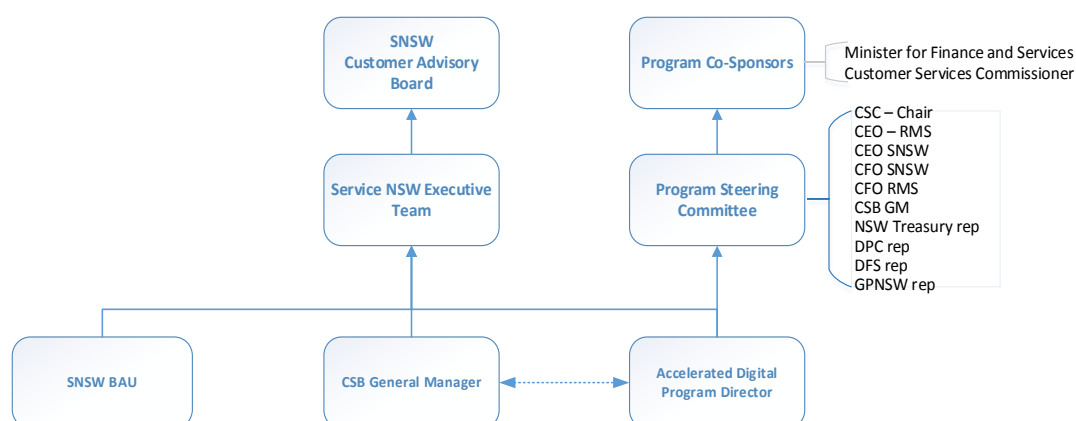 SNSW
Customer Advisory
Board
Program Co-Sponsors
Minister for Finance and Services
Customer Services Commissioner
Service NSW Executive
Team
Program Steering
Committee
CSC – Chair
CEO – RMS
CEO SNSW
CFO SNSW
CFO RMS
CSB GM
NSW Treasury rep
DPC rep
DFS rep
GPNSW rep
SNSW BAU
CSB General Manager
Accelerated Digital
Program Director